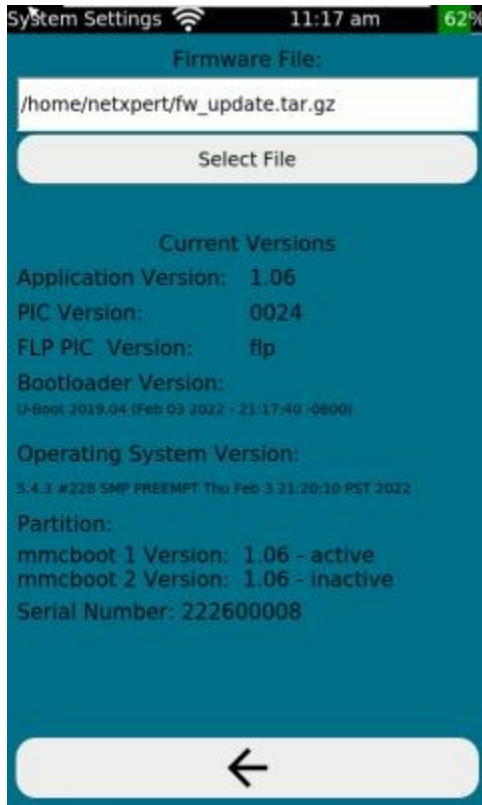 System Settings 11:17 am 62%
Firmware File:
/home/netxpert/fw_update.tar.gz
Select File
Current Versions
Application Version: 1.06
PIC Version: 0024
FLP PIC Version: flp
Bootloader Version:
U-Boot 2019.04 (Feb 03 2022 - 21:17:40 -0800)
Operating System Version:
5.4.3 #228 SMP PREEMPT Thu Feb 3 21:20:10 PST 2022
Partition:
mmcboot 1 Version: 1.06 - active
mmcboot 2 Version: 1.06 - inactive
Serial Number: 222600008